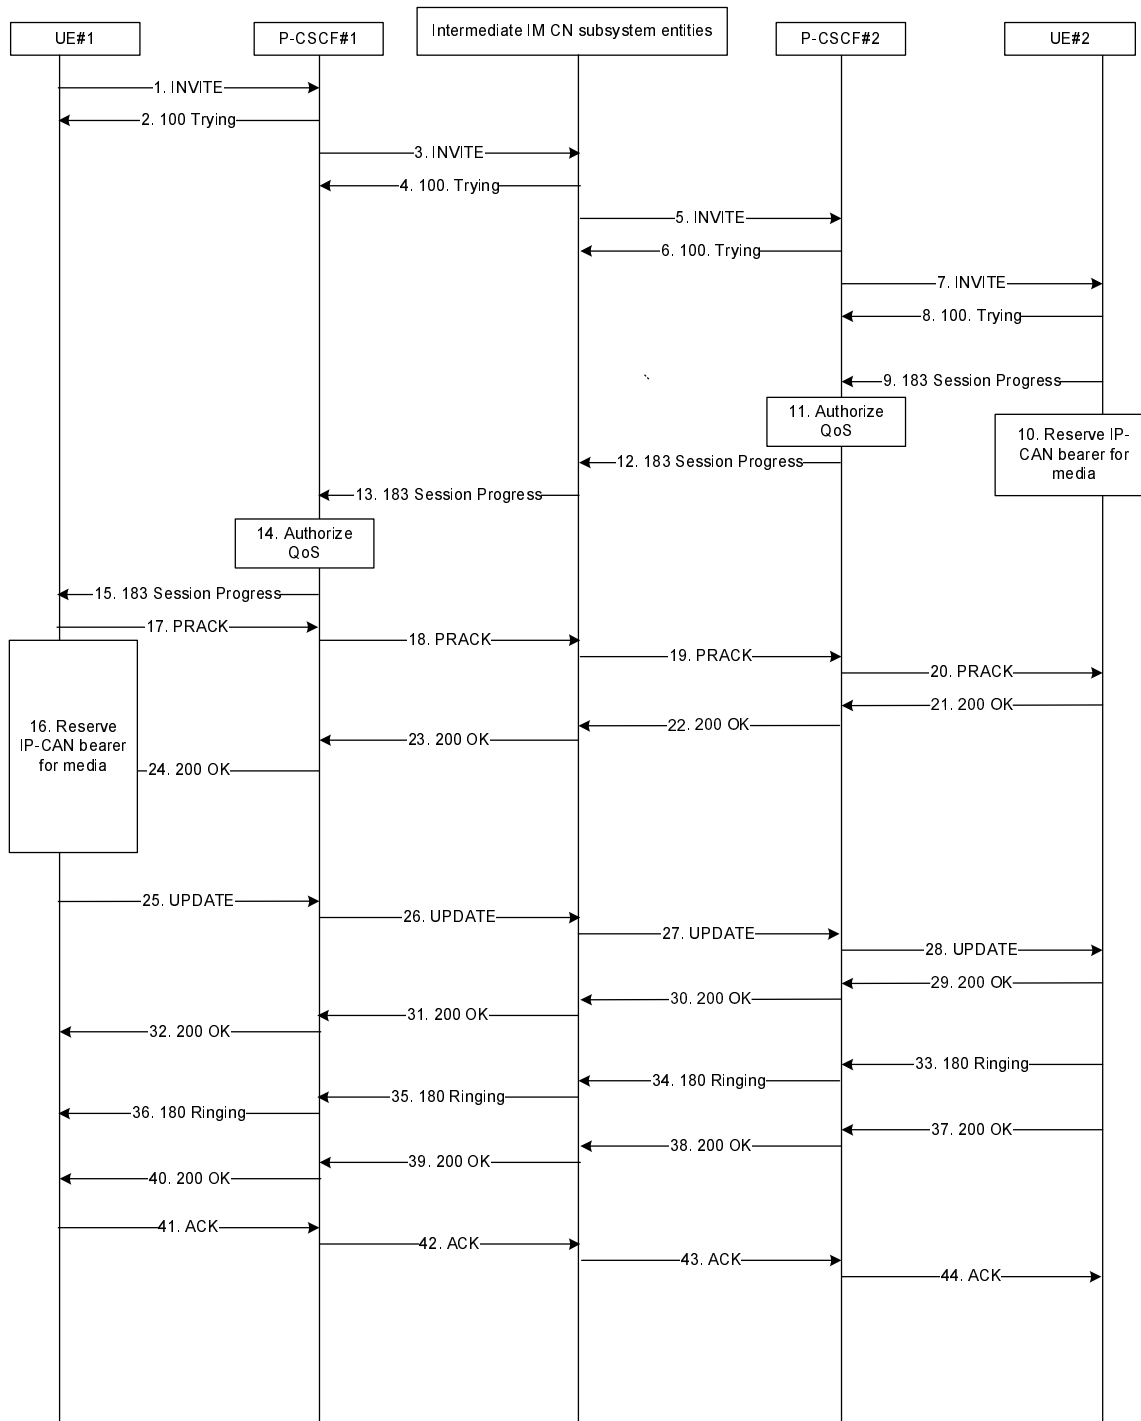 UE#1
P-CSCF#1
Intermediate IM CN subsystem entities
P-CSCF#2
UE#2
1. INVITE
2. 100 Trying
3. INVITE
4. 100. Trying
5. INVITE
6. 100. Trying
7. INVITE
8. 100. Trying
9. 183 Session Progress
11. Authorize
QoS
10. Reserve IP-
CAN bearer for
media
12. 183 Session Progress
13. 183 Session Progress
14. Authorize
QoS
15. 183 Session Progress
17. PRACK
18. PRACK
19. PRACK
20. PRACK
21. 200 OK
22. 200 OK
23. 200 OK
16. Reserve
IP-CAN bearer
for media
24. 200 OK
25. UPDATE
26. UPDATE
27. UPDATE
28. UPDATE
29. 200 OK
30. 200 OK
31. 200 OK
32. 200 OK
33. 180 Ringing
34. 180 Ringing
35. 180 Ringing
36. 180 Ringing
37. 200 OK
38. 200 OK
39. 200 OK
40. 200 OK
41. ACK
42. ACK
43. ACK
44. ACK